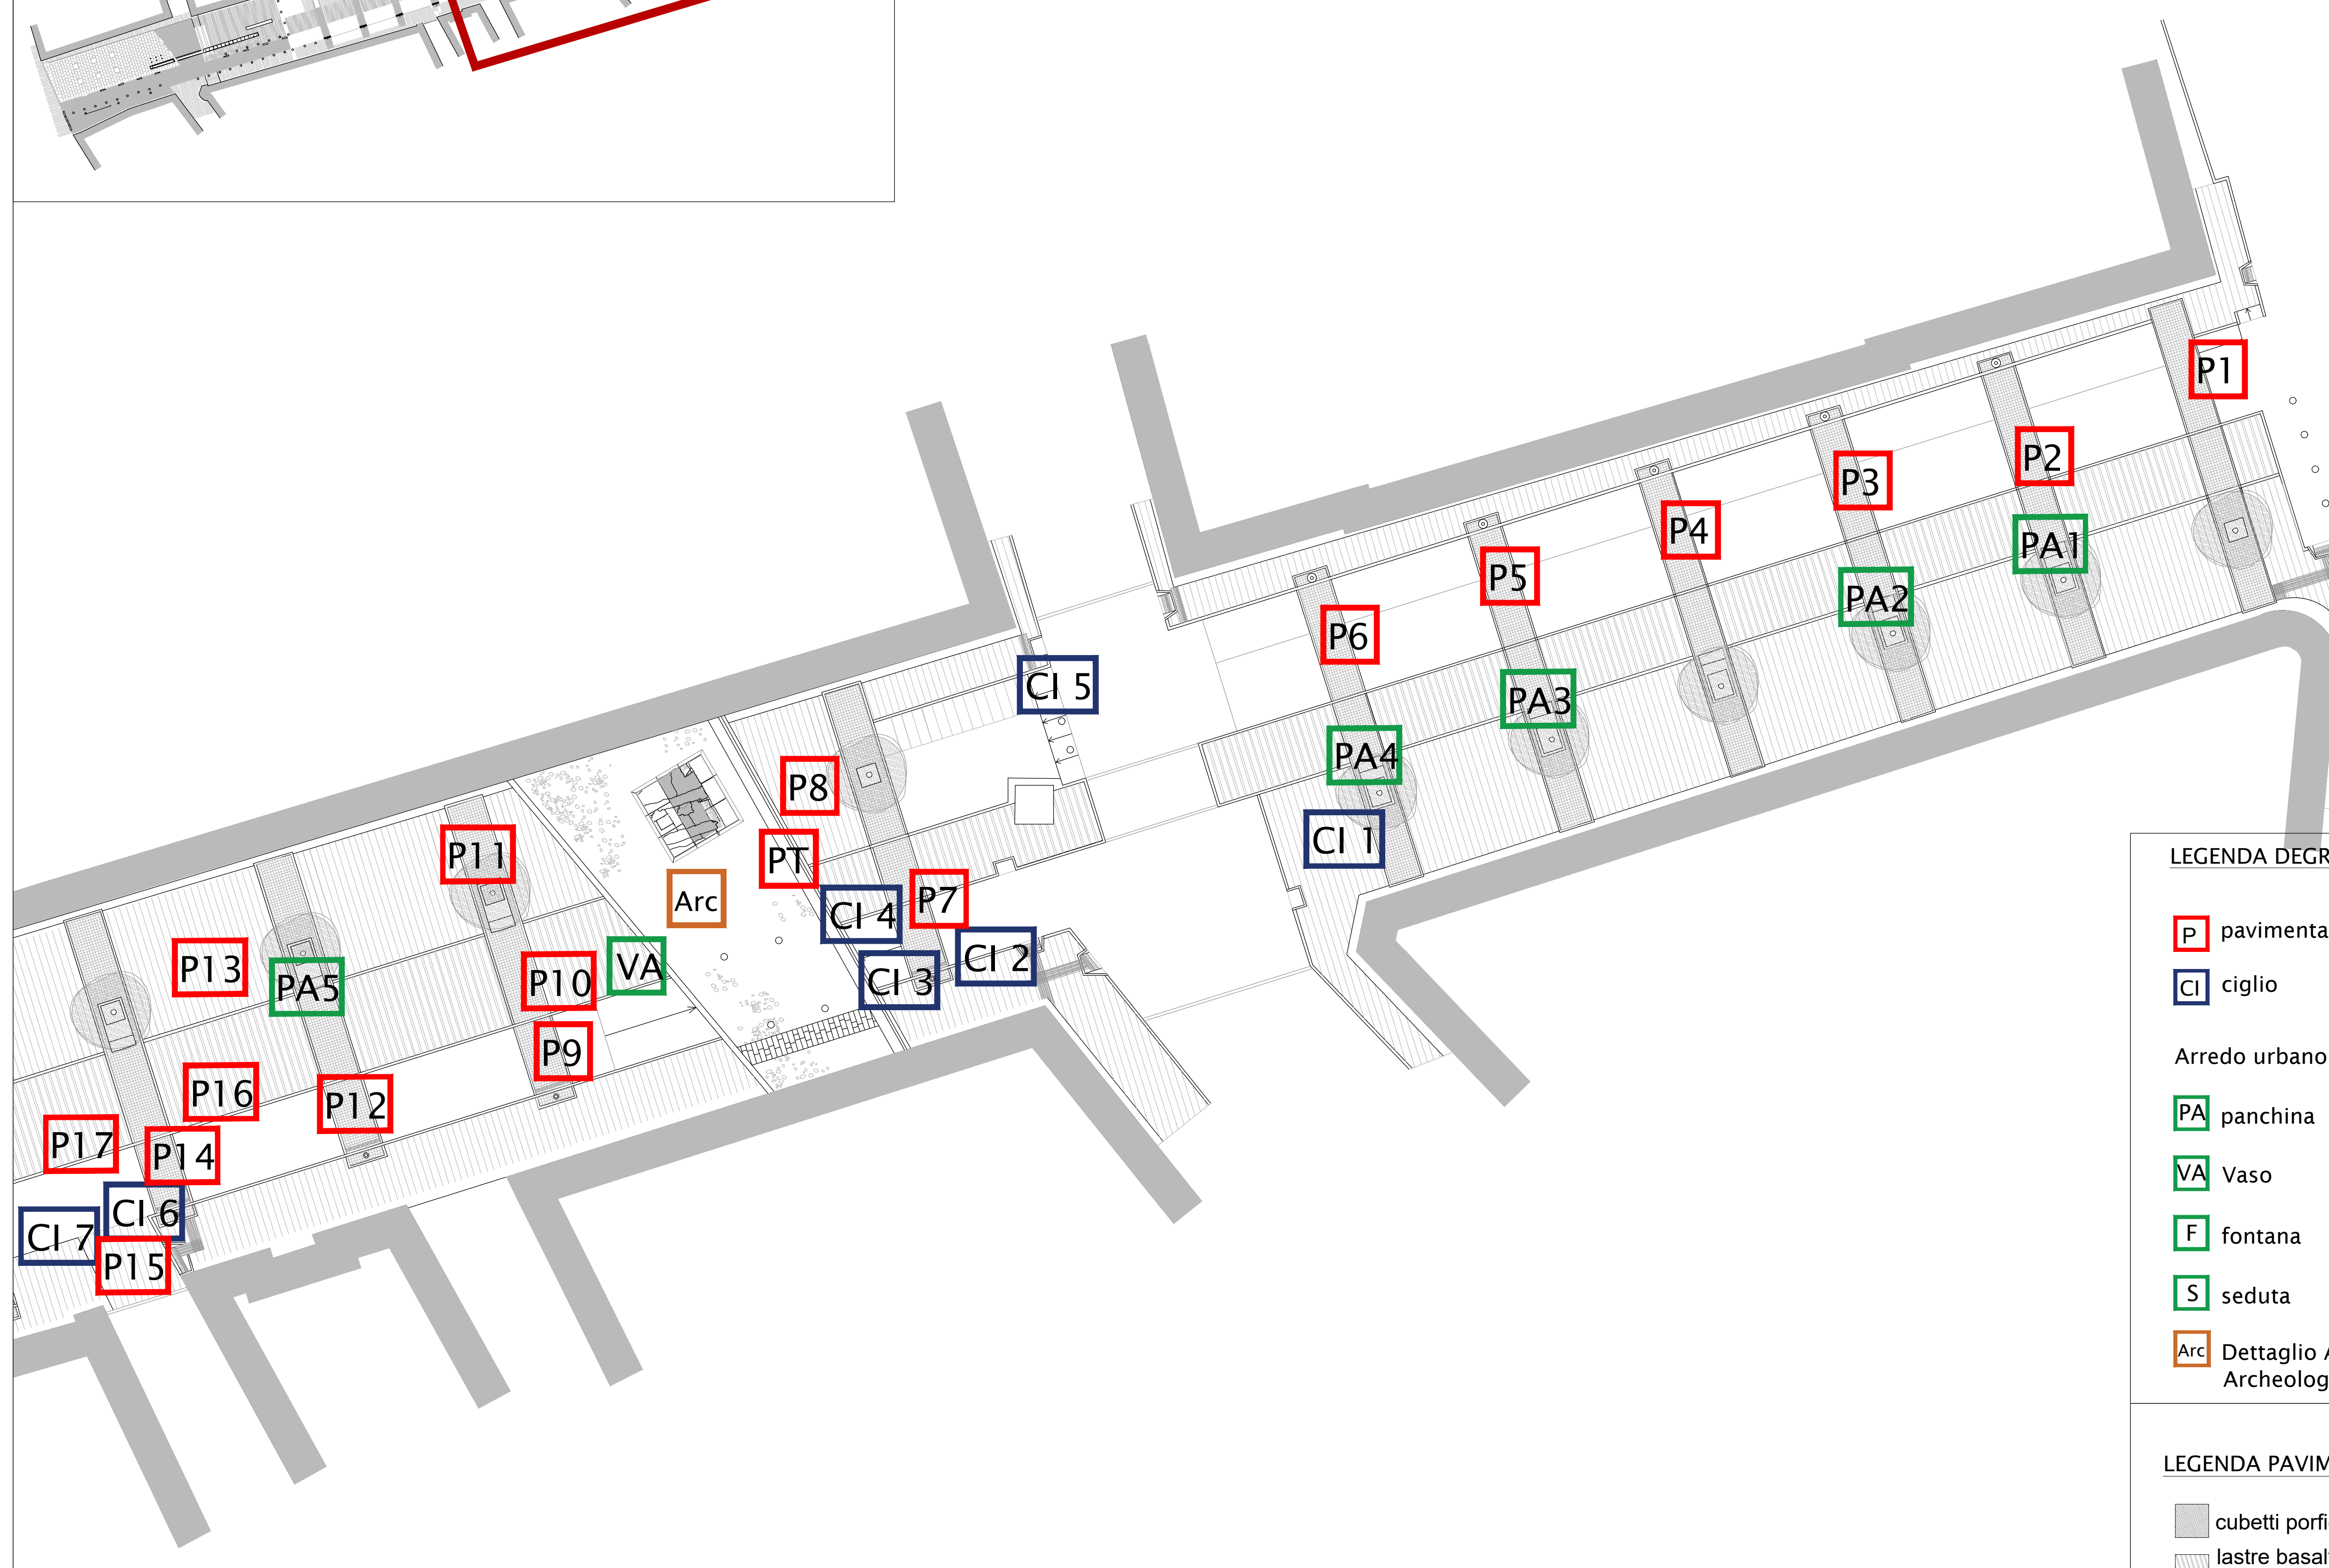 P1
P2
P3
P4
PA1
P5
PA2
P6
CI 5
PA3
PA4
P8
CI 1
P11
PT
LEGENDA DEGR
Arc
P7
CI 4
P pavimenta
VA
CI 2
P13
P10
CI 3
PA5
CI ciglio
P9
Arredo urbano
P16
P12
PA panchina
P17
P14
VA Vaso
CI 6
CI 7
F fontana
P15
S seduta
Arc Dettaglio A
Archeolog
LEGENDA PAVIM
cubetti porfi
lastre basal